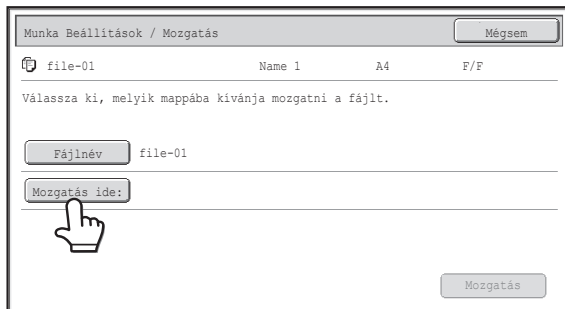 Munka Beállítások / Mozgatás Mégsem
file-01 Name 1 A4 F/F
Válassza ki, melyik mappába kívánja mozgatni a fájlt.
Fájlnév file-01
Mozgatás ide:
Mozgatás